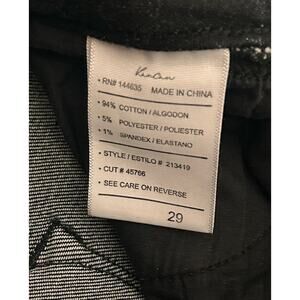 KanCan
• RN# 144635 MADE IN CHINA
• 94% COTTON / ALGODON
• 5% POLYESTER / POLIESTER
• 1% SPANDEX / ELASTANO
• STYLE / ESTILO # 213419
• CUT # 45766
• SEE CARE ON REVERSE
29